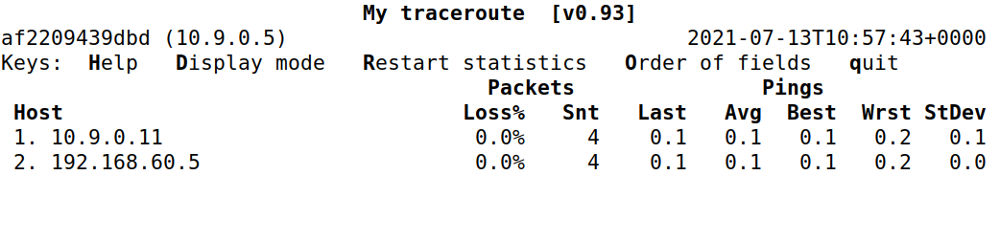 My traceroute  [v0.93]
af2209439dbd (10.9.0.5)                                2021-07-13T10:57:43+0000
Keys:  Help   Display mode   Restart statistics   Order of fields   quit
                                       Packets               Pings
 Host                                Loss%   Snt   Last   Avg  Best  Wrst StDev
 1. 10.9.0.11                         0.0%     4    0.1   0.1   0.1   0.2   0.1
 2. 192.168.60.5                      0.0%     4    0.1   0.1   0.1   0.2   0.0